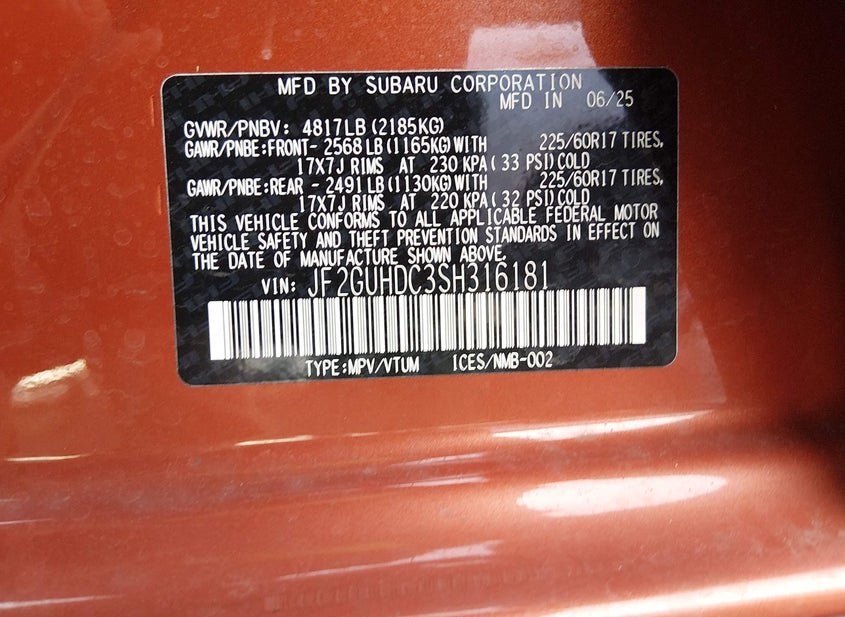 MFD BY SUBARU CORPORATION
MFD IN 06/25
GVWR/PNBV: 4817LB (2185KG)
GAWR/PNBE:FRONT- 2568 LB (1165KG)WITH 225/60R17 TIRES,
17X7J RIMS AT 230 KPA ( 33 PSI)COLD
GAWR/PNBE:REAR - 2491 LB (1130KG)WITH 225/60R17 TIRES,
17X7J RIMS AT 220 KPA ( 32 PSI)COLD
THIS VEHICLE CONFORMS TO ALL APPLICABLE FEDERAL MOTOR
VEHICLE SAFETY AND THEFT PREVENTION STANDARDS IN EFFECT ON
THE DATE OF MANUFACTURE SHOWN ABOVE.
VIN: JF2GUHDC3SH316181
TYPE:MPV/VTUM ICES/NMB-002